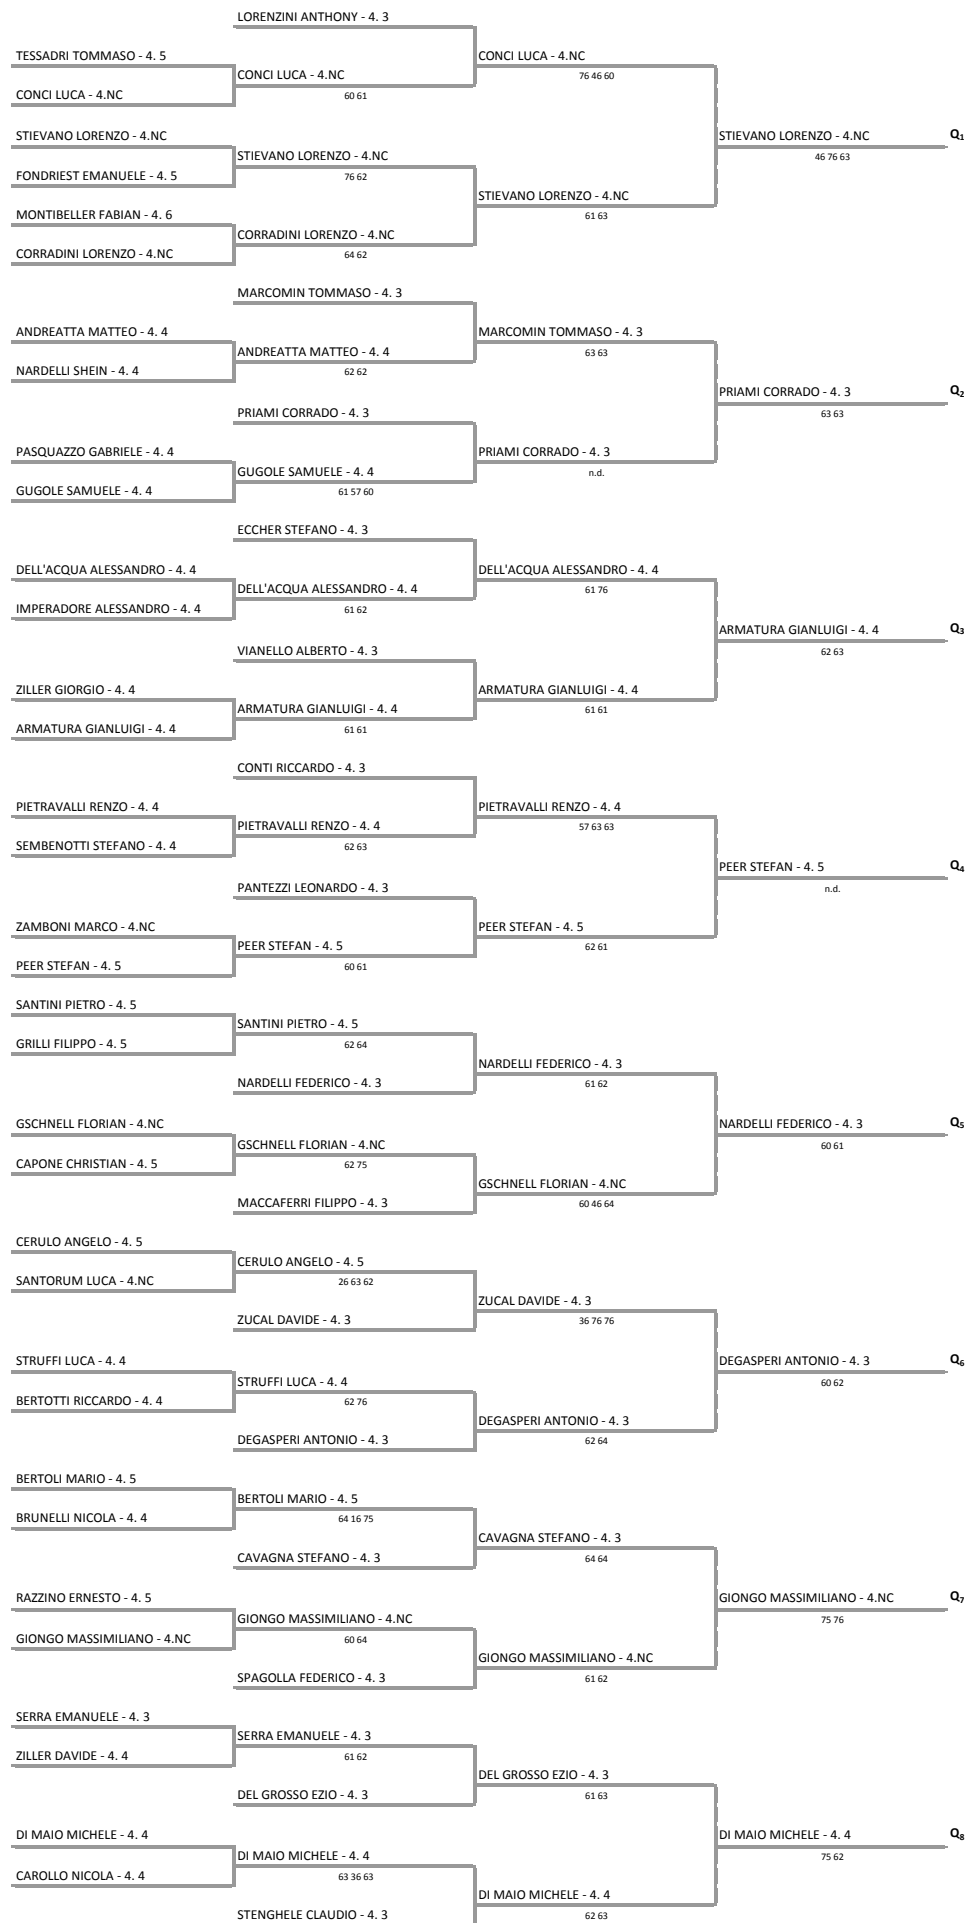 LORENZINI ANTHONY - 4. 3
TESSADRI TOMMASO - 4. 5
CONCI LUCA - 4.NC
CONCI LUCA - 4.NC
76 46 60
CONCI LUCA - 4.NC
60 61
STIEVANO LORENZO - 4.NC
STIEVANO LORENZO - 4.NC
Q1
46 76 63
STIEVANO LORENZO - 4.NC
76 62
FONDRIEST EMANUELE - 4. 5
STIEVANO LORENZO - 4.NC
61 63
MONTIBELLER FABIAN - 4. 6
CORRADINI LORENZO - 4.NC
64 62
CORRADINI LORENZO - 4.NC
MARCOMIN TOMMASO - 4. 3
ANDREATTA MATTEO - 4. 4
MARCOMIN TOMMASO - 4. 3
63 63
ANDREATTA MATTEO - 4. 4
62 62
NARDELLI SHEIN - 4. 4
PRIAMI CORRADO - 4. 3
Q2
63 63
PRIAMI CORRADO - 4. 3
PASQUAZZO GABRIELE - 4. 4
PRIAMI CORRADO - 4. 3
n.d.
GUGOLE SAMUELE - 4. 4
61 57 60
GUGOLE SAMUELE - 4. 4
ECCHER STEFANO - 4. 3
DELL'ACQUA ALESSANDRO - 4. 4
DELL'ACQUA ALESSANDRO - 4. 4
61 76
DELL'ACQUA ALESSANDRO - 4. 4
61 62
IMPERADORE ALESSANDRO - 4. 4
ARMATURA GIANLUIGI - 4. 4
Q3
62 63
VIANELLO ALBERTO - 4. 3
ZILLER GIORGIO - 4. 4
ARMATURA GIANLUIGI - 4. 4
61 61
ARMATURA GIANLUIGI - 4. 4
61 61
ARMATURA GIANLUIGI - 4. 4
CONTI RICCARDO - 4. 3
PIETRAVALLI RENZO - 4. 4
PIETRAVALLI RENZO - 4. 4
57 63 63
PIETRAVALLI RENZO - 4. 4
62 63
SEMBENOTTI STEFANO - 4. 4
PEER STEFAN - 4. 5
Q4
n.d.
PANTEZZI LEONARDO - 4. 3
ZAMBONI MARCO - 4.NC
PEER STEFAN - 4. 5
62 61
PEER STEFAN - 4. 5
60 61
PEER STEFAN - 4. 5
SANTINI PIETRO - 4. 5
SANTINI PIETRO - 4. 5
62 64
GRILLI FILIPPO - 4. 5
NARDELLI FEDERICO - 4. 3
61 62
NARDELLI FEDERICO - 4. 3
GSCHNELL FLORIAN - 4.NC
NARDELLI FEDERICO - 4. 3
Q5
60 61
GSCHNELL FLORIAN - 4.NC
62 75
CAPONE CHRISTIAN - 4. 5
GSCHNELL FLORIAN - 4.NC
60 46 64
MACCAFERRI FILIPPO - 4. 3
CERULO ANGELO - 4. 5
CERULO ANGELO - 4. 5
26 63 62
SANTORUM LUCA - 4.NC
ZUCAL DAVIDE - 4. 3
36 76 76
ZUCAL DAVIDE - 4. 3
STRUFFI LUCA - 4. 4
DEGASPERI ANTONIO - 4. 3
Q6
60 62
STRUFFI LUCA - 4. 4
62 76
BERTOTTI RICCARDO - 4. 4
DEGASPERI ANTONIO - 4. 3
62 64
DEGASPERI ANTONIO - 4. 3
BERTOLI MARIO - 4. 5
BERTOLI MARIO - 4. 5
64 16 75
BRUNELLI NICOLA - 4. 4
CAVAGNA STEFANO - 4. 3
64 64
CAVAGNA STEFANO - 4. 3
RAZZINO ERNESTO - 4. 5
GIONGO MASSIMILIANO - 4.NC
Q7
75 76
GIONGO MASSIMILIANO - 4.NC
60 64
GIONGO MASSIMILIANO - 4.NC
GIONGO MASSIMILIANO - 4.NC
61 62
SPAGOLLA FEDERICO - 4. 3
SERRA EMANUELE - 4. 3
SERRA EMANUELE - 4. 3
61 62
ZILLER DAVIDE - 4. 4
DEL GROSSO EZIO - 4. 3
61 63
DEL GROSSO EZIO - 4. 3
DI MAIO MICHELE - 4. 4
DI MAIO MICHELE - 4. 4
Q8
75 62
DI MAIO MICHELE - 4. 4
63 36 63
CAROLLO NICOLA - 4. 4
DI MAIO MICHELE - 4. 4
62 63
STENGHELE CLAUDIO - 4. 3